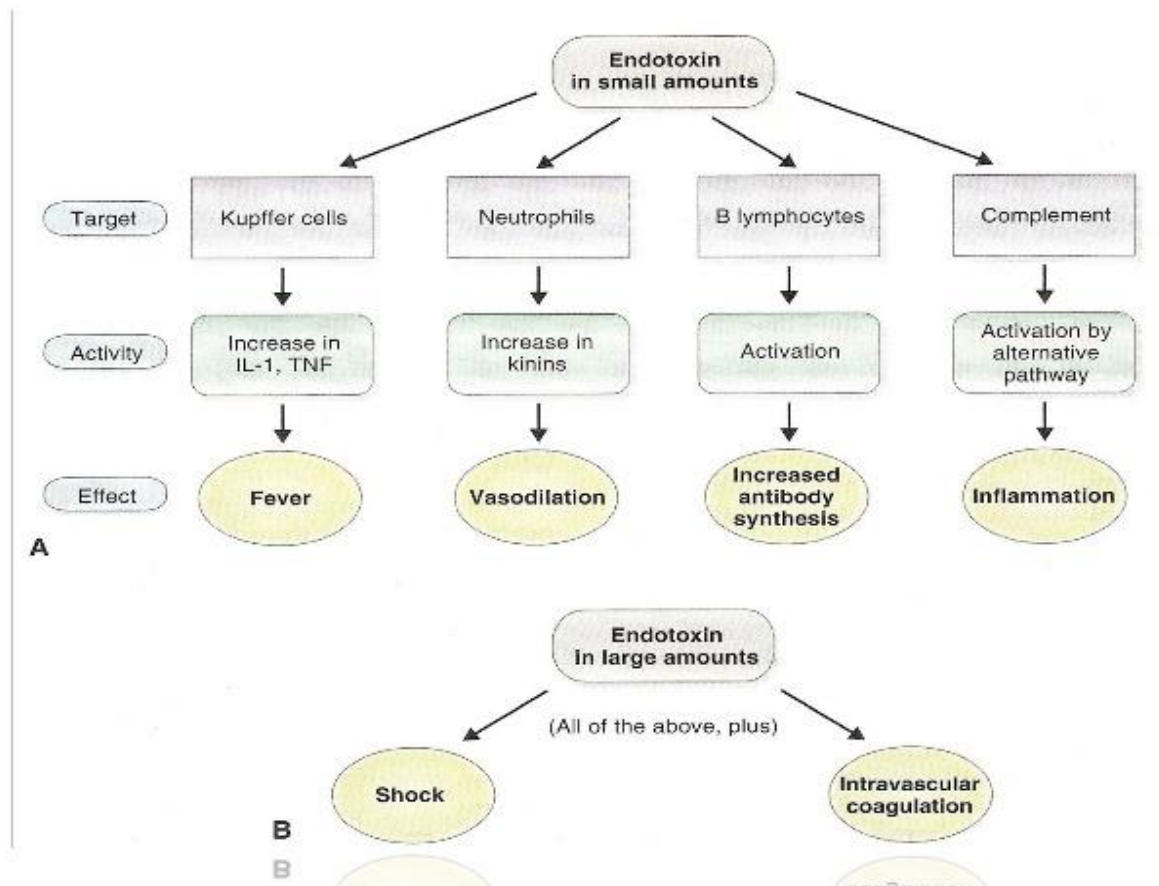 Endotoxin
in small amounts
Target
Kupffer cells
Neutrophils
B lymphocytes
Complement
Activity
Increase in
IL-1, TNF
Increase in
kinins
Activation
Activation by
alternative
pathway
Effect
Fever
Vasodilation
Increased
antibody
synthesis
Inflammation
A
Endotoxin
in large amounts
(All of the above, plus)
Shock
Intravascular
coagulation
B
B